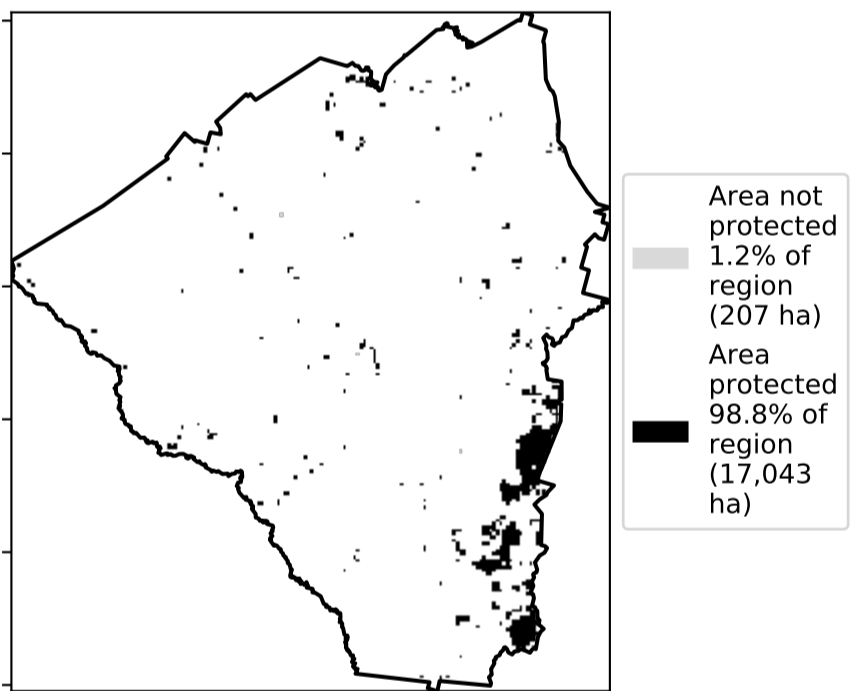 Area not
protected
1.2% of
region
(207 ha)
Area
protected
98.8% of
region
(17,043
ha)